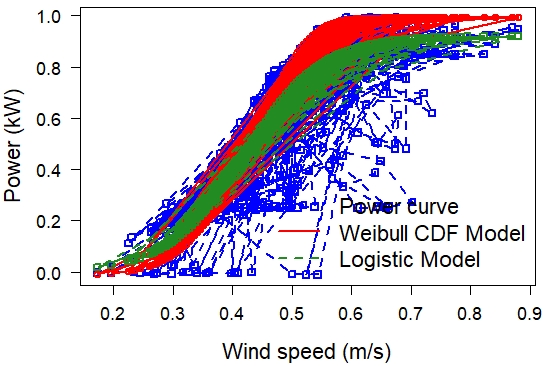 1.0
0.8
0.6
0.4
0.2
0.0
Power (kW)
Power curve
Weibull CDF Model
Logistic Model
0.2 0.3 0.4 0.5 0.6 0.7 0.8 0.9
Wind speed (m/s)